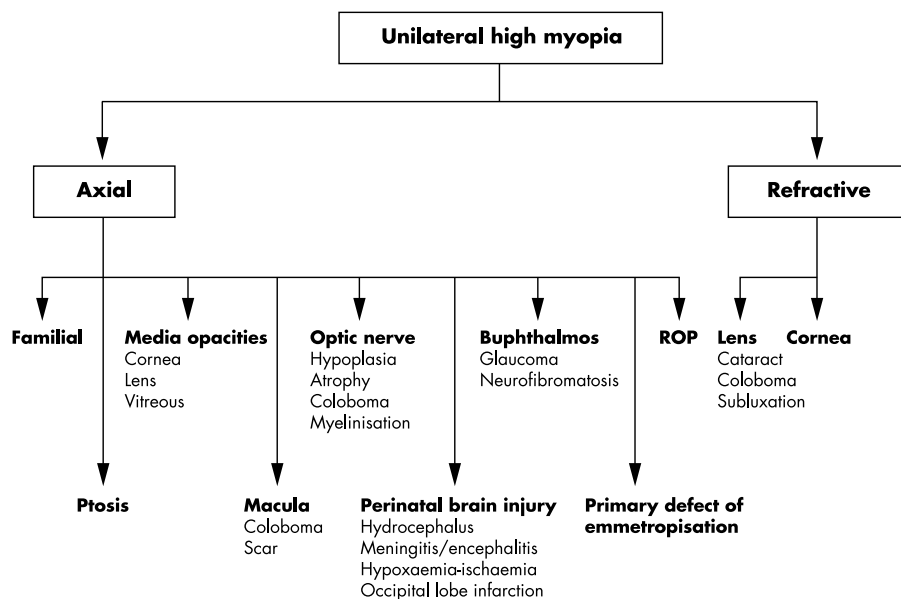 Unilateral high myopia
Axial
Refractive
Familial
Media opacities
Cornea
Lens
Vitreous
Optic nerve
Hypoplasia
Atrophy
Coloboma
Myelinisation
Buphthalmos
Glaucoma
Neurofibromatosis
ROP
Lens
Cataract
Coloboma
Subluxation
Cornea
Ptosis
Macula
Coloboma
Scar
Perinatal brain injury
Hydrocephalus
Meningitis/encephalitis
Hypoxaemia-ischaemia
Occipital lobe infarction
Primary defect of
emmetropisation